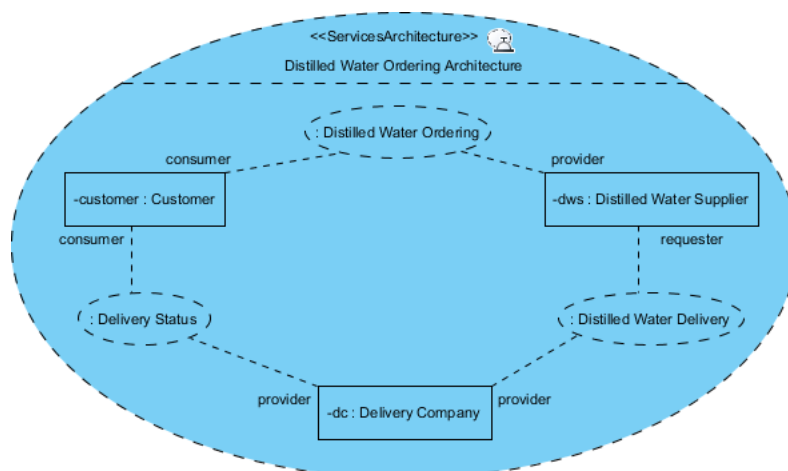 <<ServicesArchitecture>>
Distilled Water Ordering Architecture
: Distilled Water Ordering
consumer
provider
-customer : Customer
-dws : Distilled Water Supplier
consumer
requester
: Delivery Status
: Distilled Water Delivery
provider
provider
-dc : Delivery Company